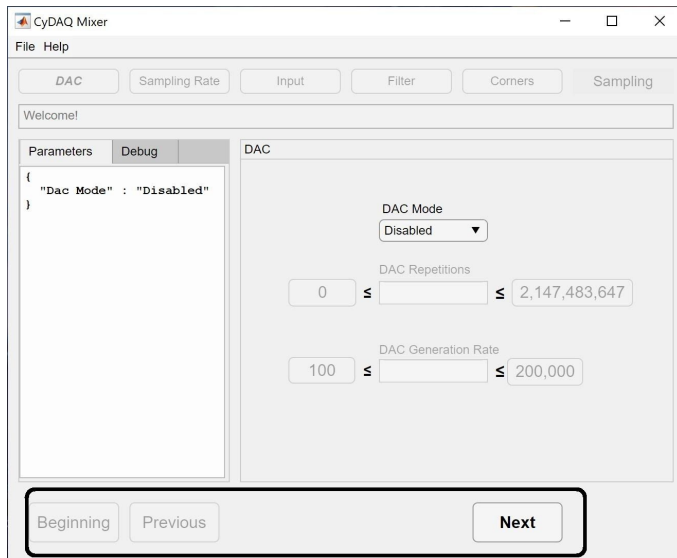 CyDAQ Mixer
File Help
DAC Sampling Rate Input Filter Corners Sampling
Welcome!
Parameters Debug
DAC
{
"Dac Mode" : "Disabled"
}
DAC Mode
Disabled
DAC Repetitions
0 ≤ ≤ 2,147,483,647
DAC Generation Rate
100 ≤ ≤ 200,000
Beginning Previous Next